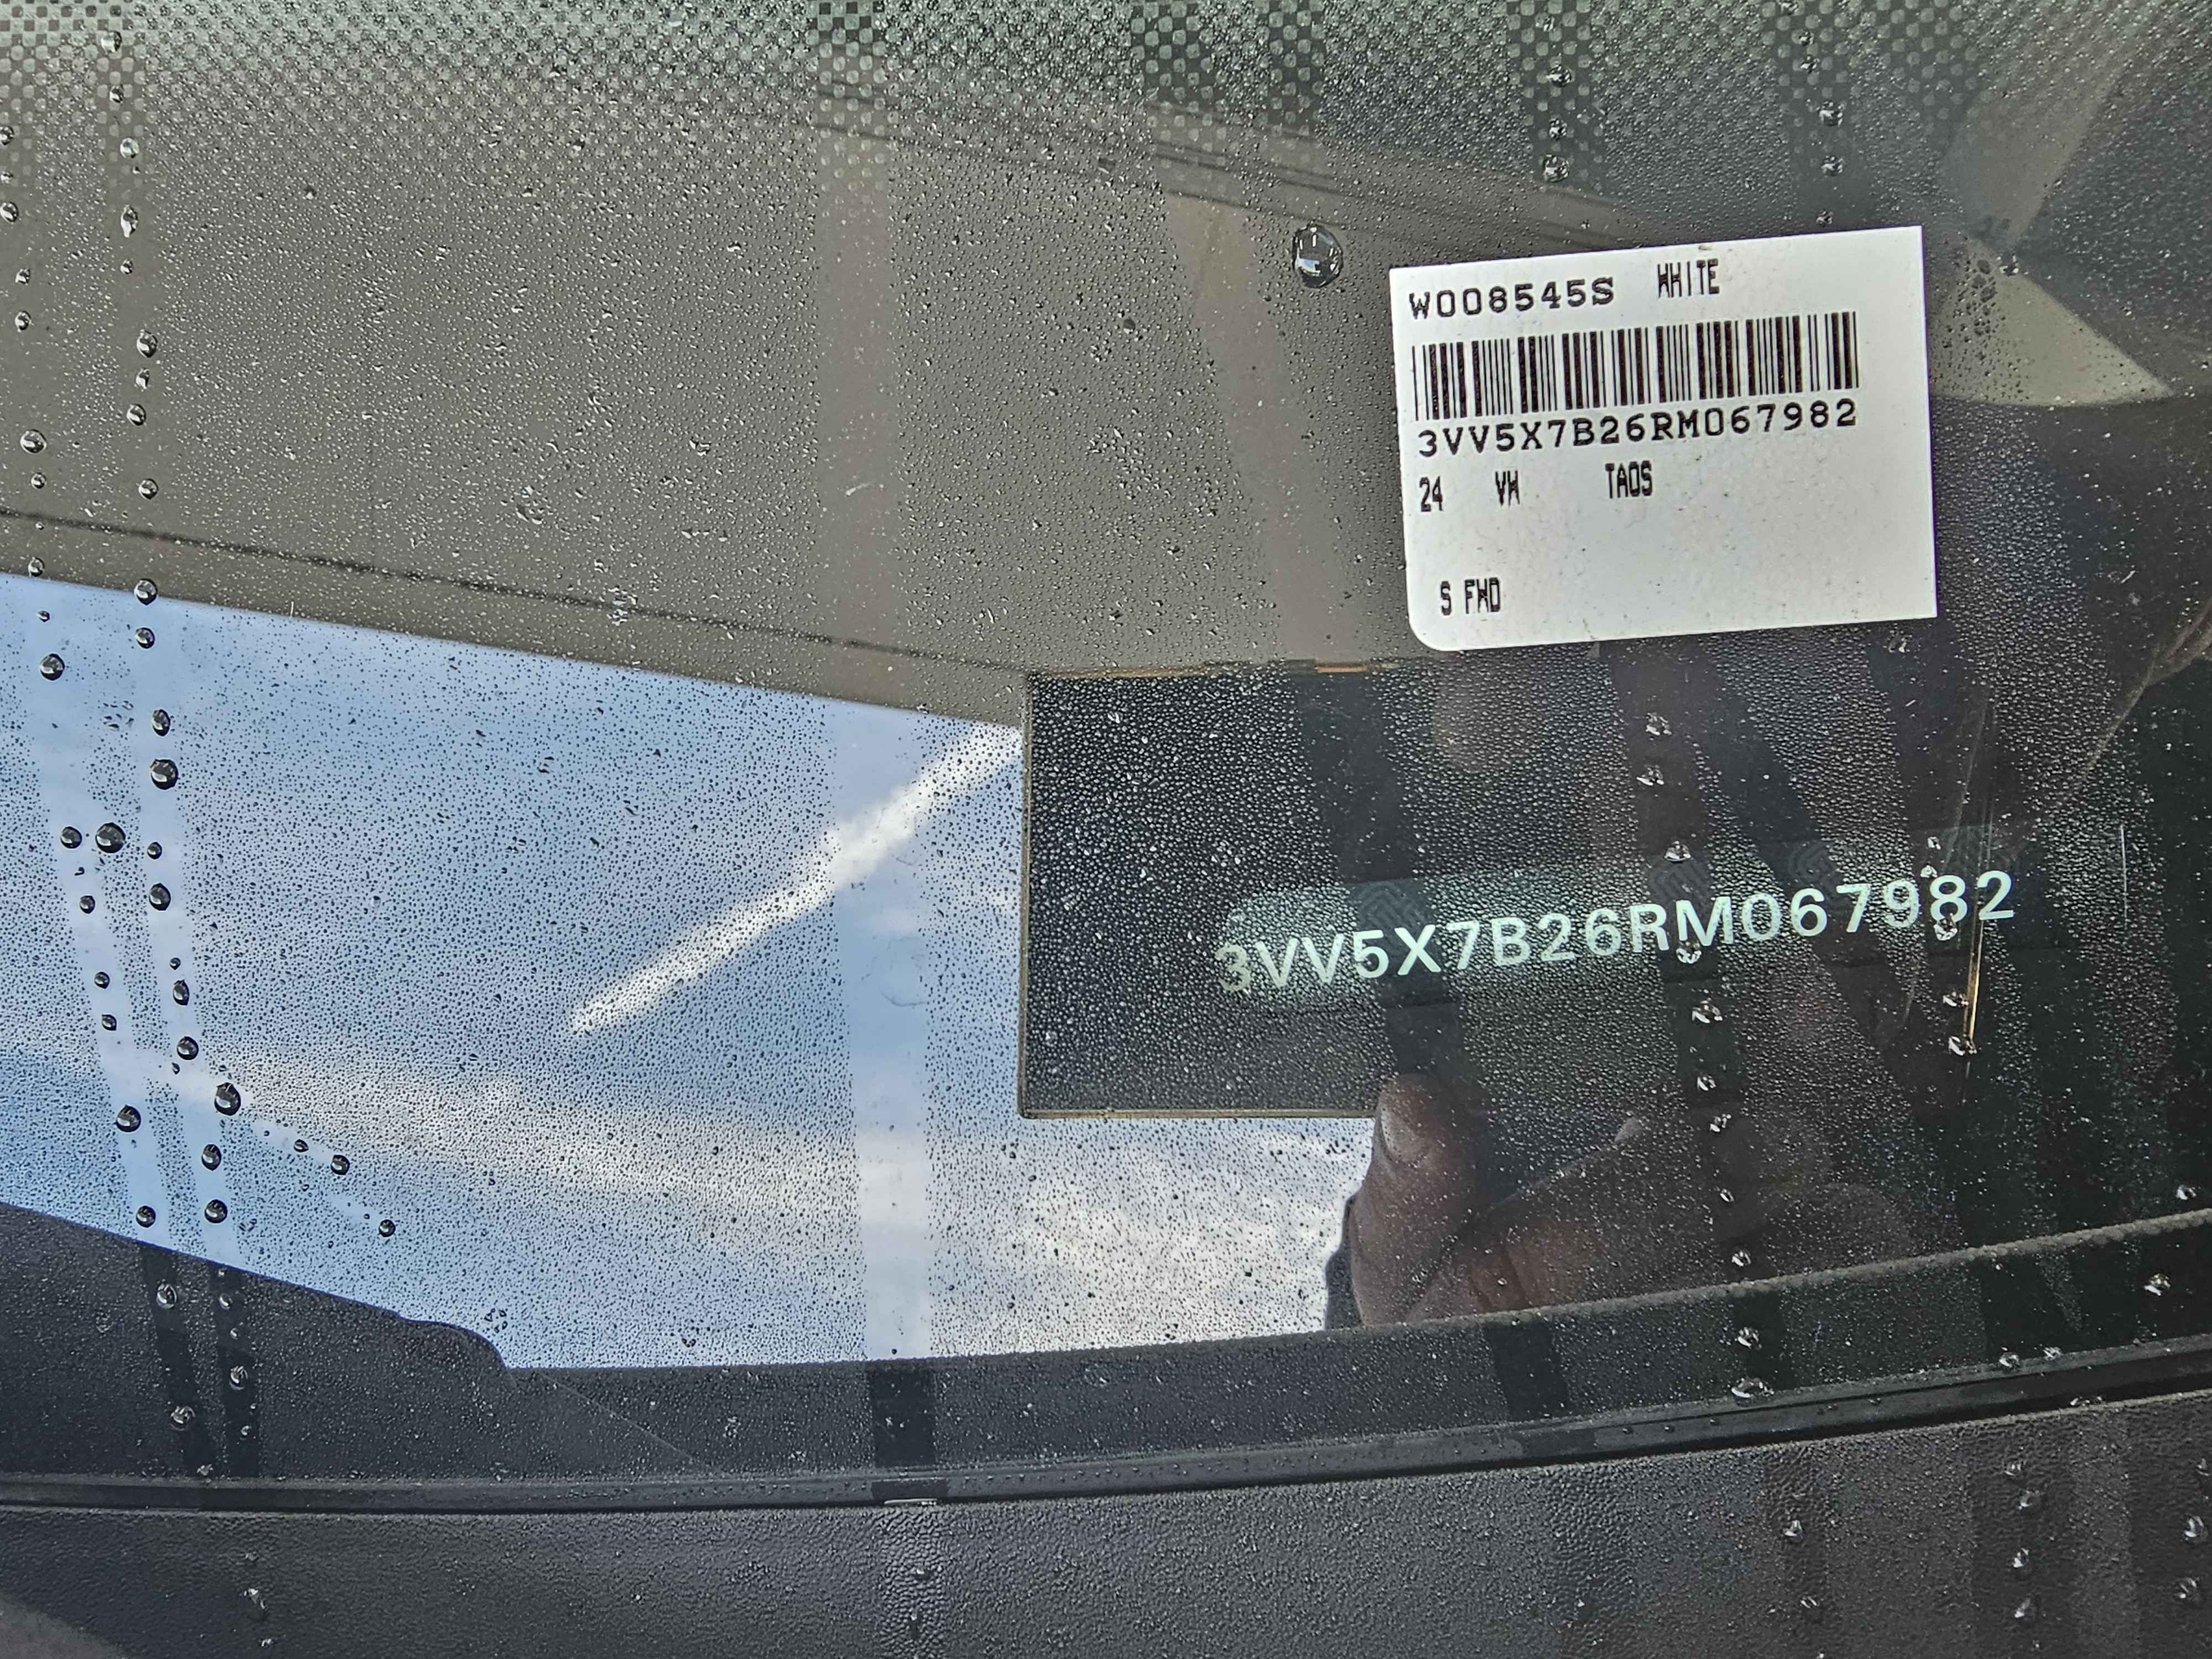 W008545S WHITE
3VV5X7B26RM067982
24 VW TAOS
S FWD
3VV5X7B26RM067982